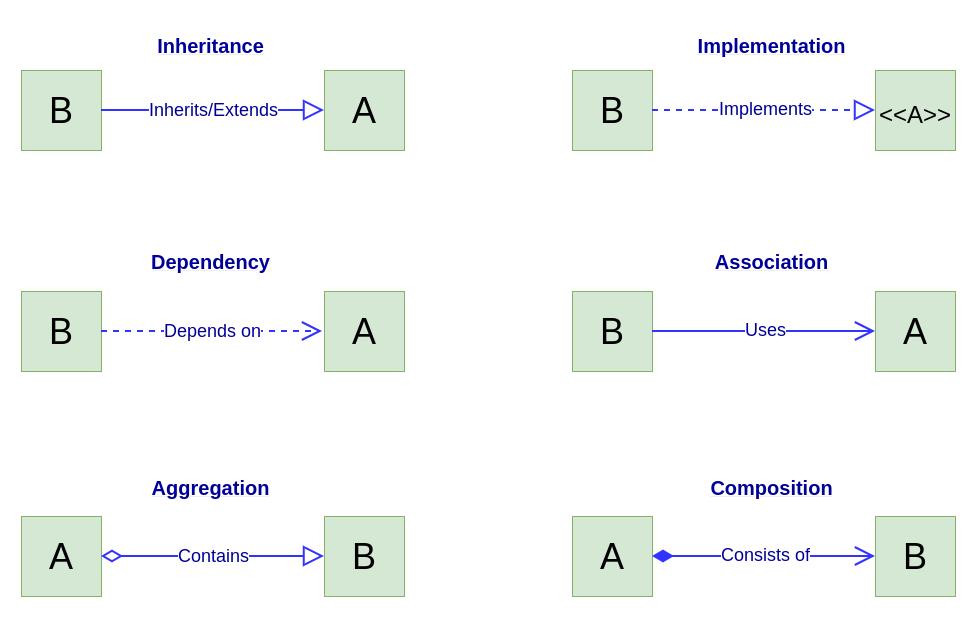 Inheritance
B Inherits/Extends A
Implementation
B Implements <<A>>
Dependency
B Depends on A
Association
B Uses A
Aggregation
A Contains B
Composition
A Consists of B